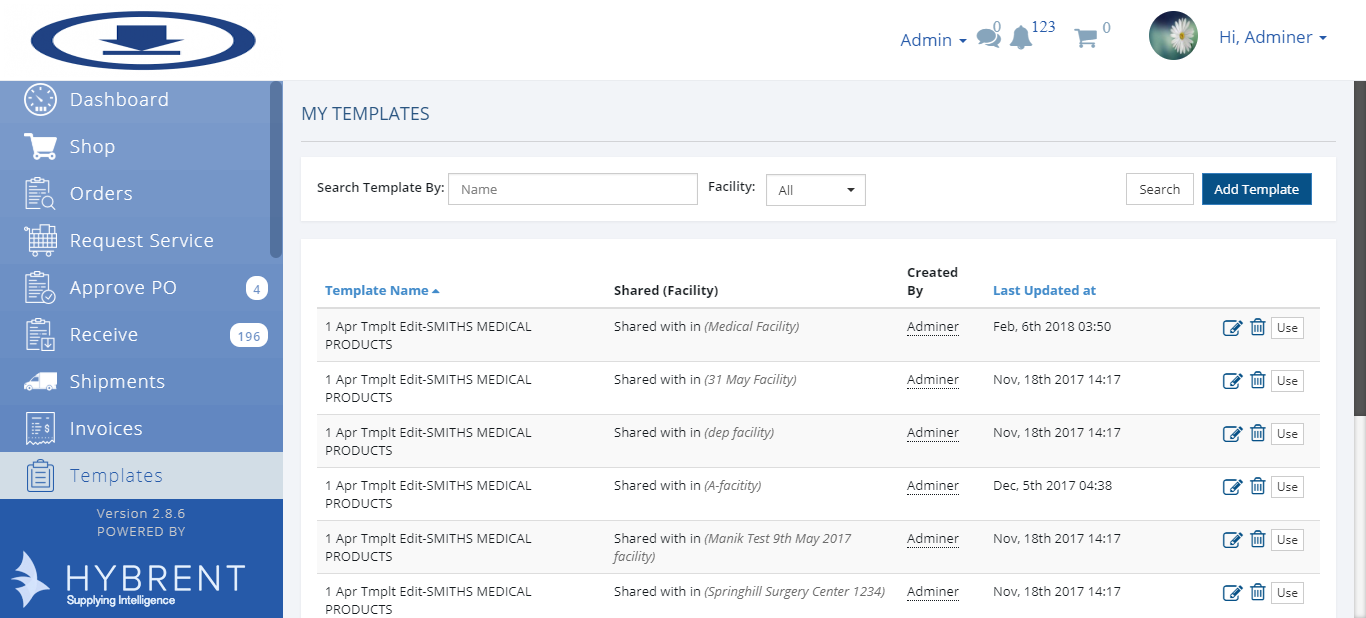 Admin 0 123 0 Hi, Adminer
Dashboard
Shop
Orders
Request Service
Approve PO 4
Receive 196
Shipments
Invoices
Templates
Version 2.8.6
POWERED BY
HYBRENT
Supplying Intelligence
MY TEMPLATES
Search Template By: Name Facility: All Search Add Template
Created
Template Name Shared (Facility) By Last Updated at
1 Apr Tmplt Edit-SMITHS MEDICAL Shared with in (Medical Facility) Adminer Feb, 6th 2018 03:50 Use
PRODUCTS
1 Apr Tmplt Edit-SMITHS MEDICAL Shared with in (31 May Facility) Adminer Nov, 18th 2017 14:17 Use
PRODUCTS
1 Apr Tmplt Edit-SMITHS MEDICAL Shared with in (dep facility) Adminer Nov, 18th 2017 14:17 Use
PRODUCTS
1 Apr Tmplt Edit-SMITHS MEDICAL Shared with in (A-facitity) Adminer Dec, 5th 2017 04:38 Use
PRODUCTS
1 Apr Tmplt Edit-SMITHS MEDICAL Shared with in (Manik Test 9th May 2017 Adminer Nov, 18th 2017 14:17 Use
PRODUCTS facility)
1 Apr Tmplt Edit-SMITHS MEDICAL Shared with in (Springhill Surgery Center 1234) Adminer Nov, 18th 2017 14:17 Use
PRODUCTS